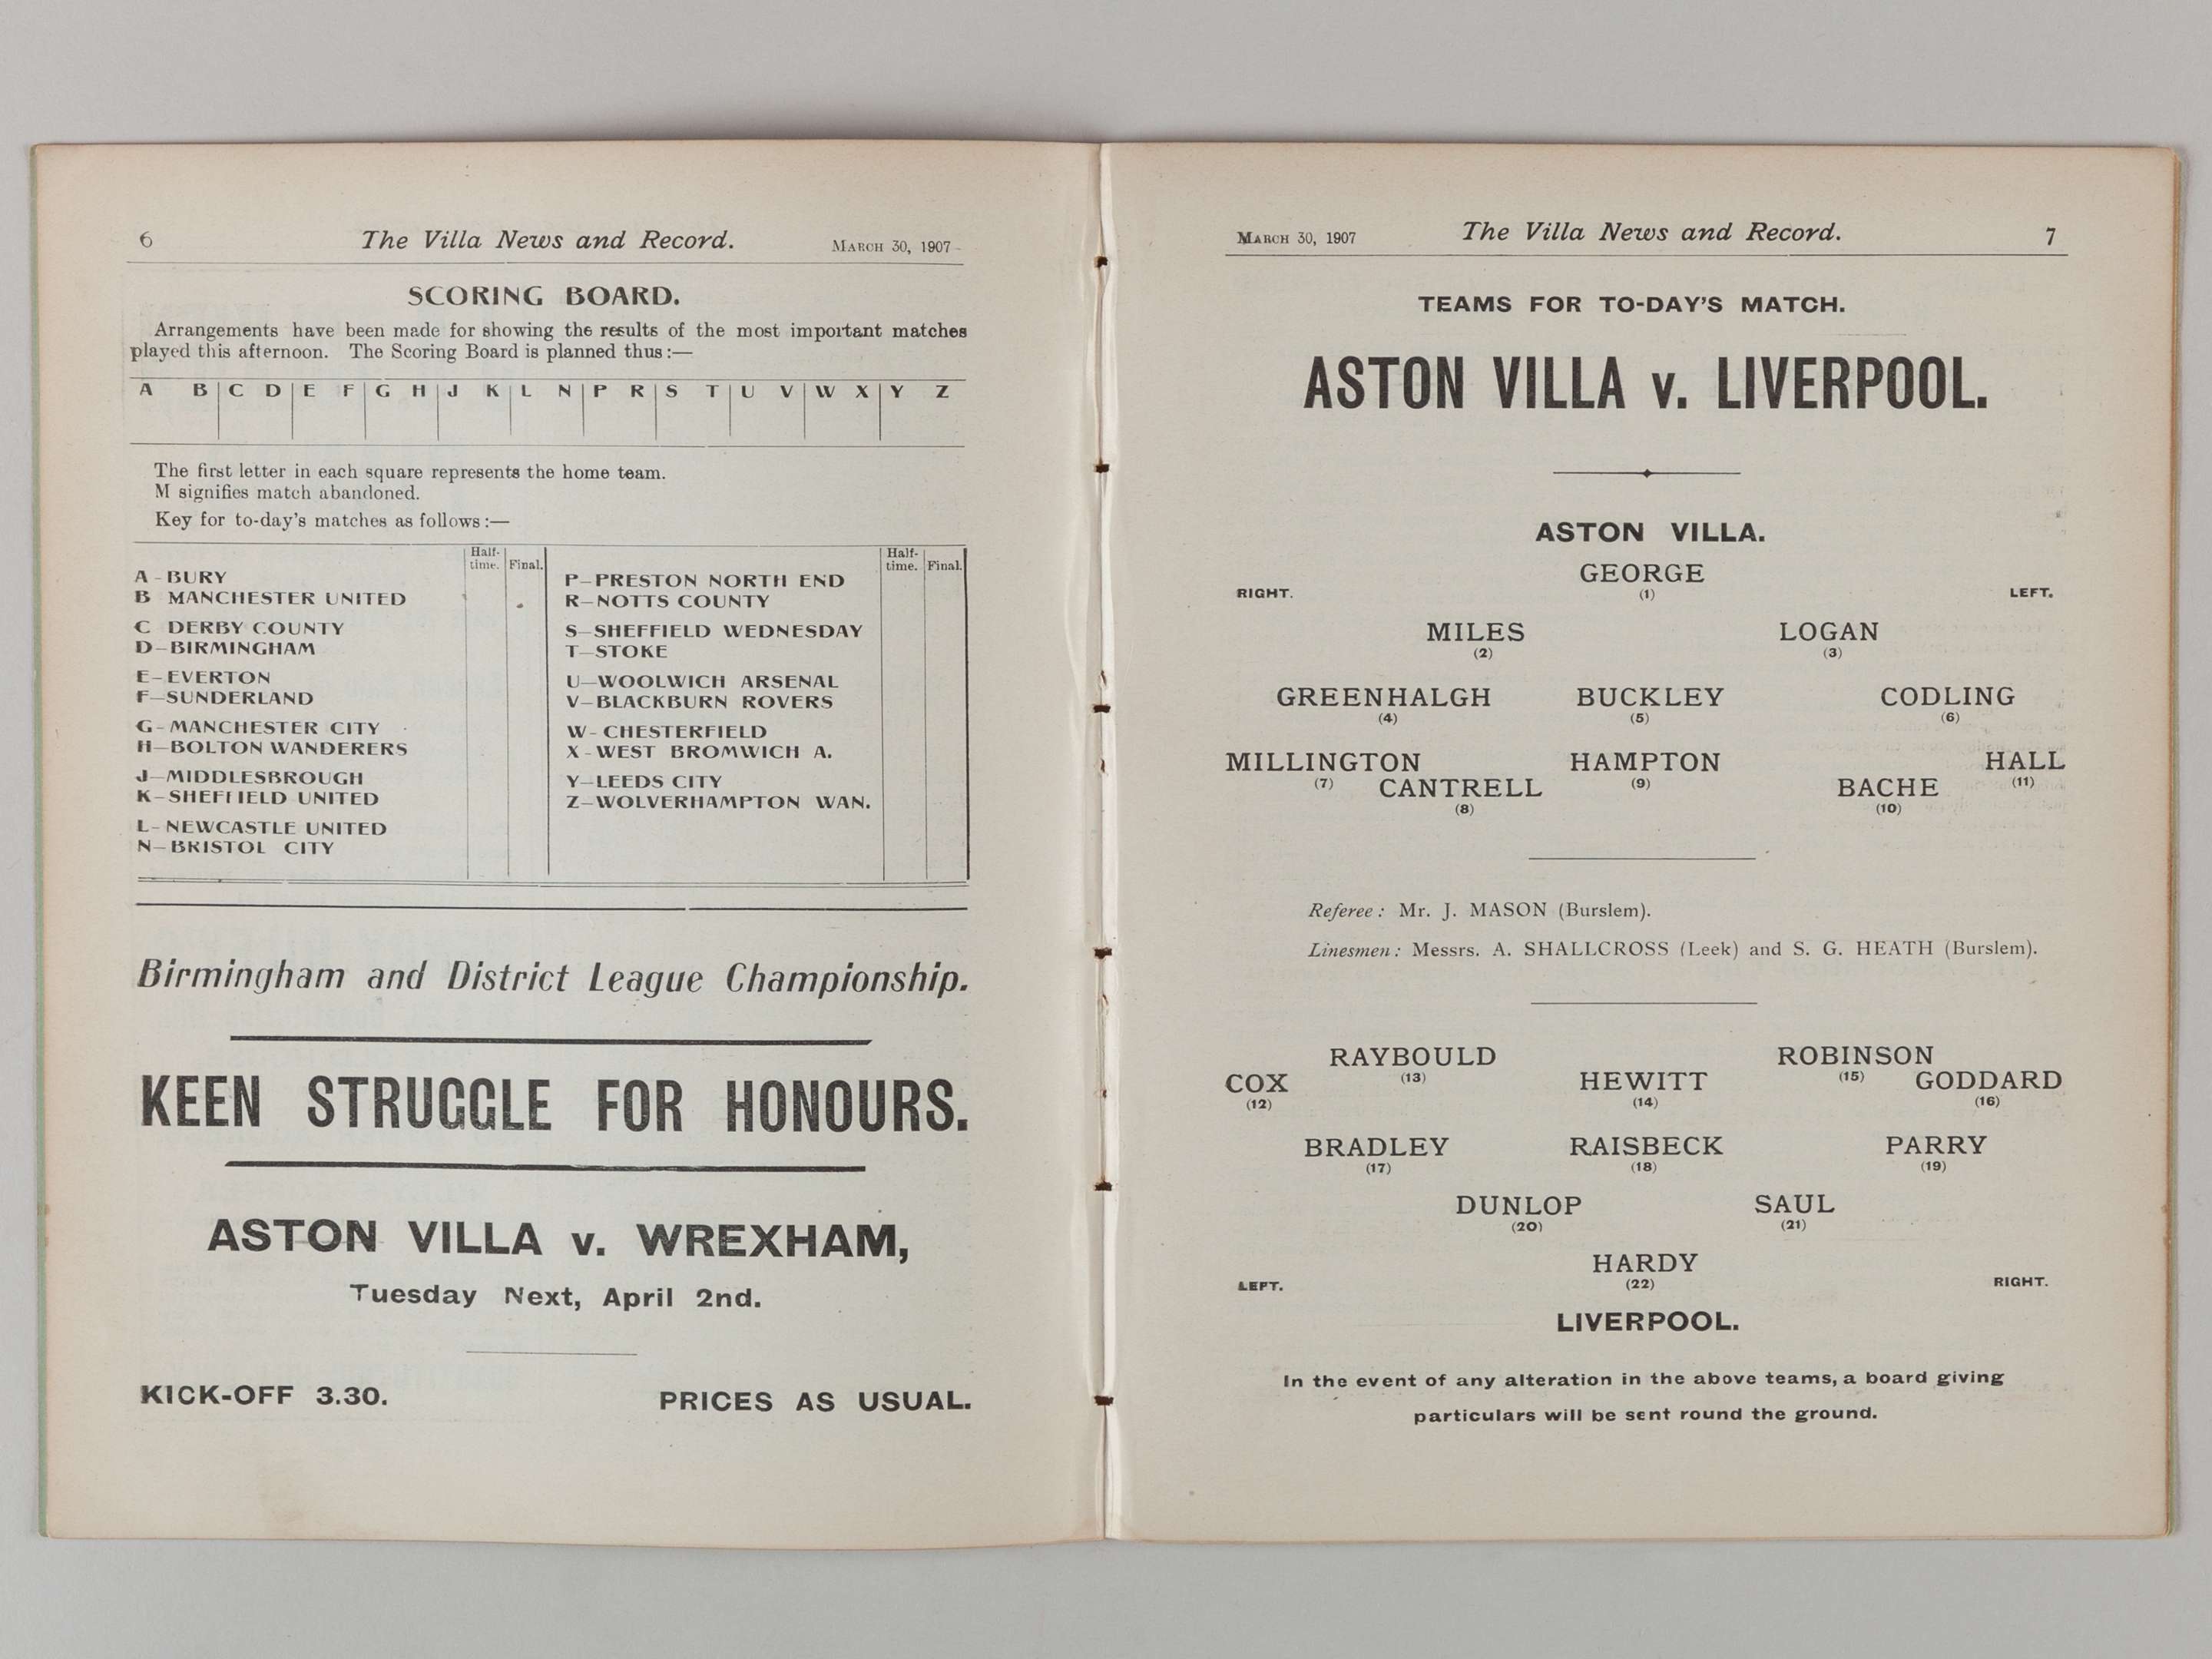 6 The Villa News and Record. MARCH 30, 1907
SCORING BOARD.
Arrangements have been made for showing the results of the most important matches
played this afternoon. The Scoring Board is planned thus:—
A B C D E F G H J K L N P R S T U V W X Y Z
The first letter in each square represents the home team.
M signifies match abandoned.
Key for to-day's matches as follows:—
Half-time. Final.
A - BURY
B MANCHESTER UNITED
C DERBY COUNTY
D—BIRMINGHAM
E—EVERTON
F—SUNDERLAND
G—MANCHESTER CITY
H—BOLTON WANDERERS
J—MIDDLESBROUGH
K—SHEFFIELD UNITED
L—NEWCASTLE UNITED
N—BRISTOL CITY
Half-time. Final.
P—PRESTON NORTH END
R—NOTTS COUNTY
S—SHEFFIELD WEDNESDAY
T—STOKE
U—WOOLWICH ARSENAL
V—BLACKBURN ROVERS
W—CHESTERFIELD
X—WEST BROMWICH A.
Y—LEEDS CITY
Z—WOLVERHAMPTON WAN.
Birmingham and District League Championship.
KEEN STRUGGLE FOR HONOURS.
ASTON VILLA v. WREXHAM,
Tuesday Next, April 2nd.
KICK-OFF 3.30. PRICES AS USUAL.
MARCH 30, 1907 The Villa News and Record. 7
TEAMS FOR TO-DAY'S MATCH.
ASTON VILLA v. LIVERPOOL.
ASTON VILLA.
GEORGE
RIGHT. (1) LEFT.
MILES LOGAN
(2) (3)
GREENHALGH BUCKLEY CODLING
(4) (5) (6)
MILLINGTON HAMPTON HALL
(7) CANTRELL (9) BACHE (11)
(8) (10)
Referee: Mr. J. MASON (Burslem).
Linesmen: Messrs. A. SHALLCROSS (Leek) and S. G. HEATH (Burslem).
RAYBOULD ROBINSON
COX (13) HEWITT (15) GODDARD
(12) (14) (16)
BRADLEY RAISBECK PARRY
(17) (18) (19)
DUNLOP SAUL
(20) (21)
HARDY
LEFT. (22) RIGHT.
LIVERPOOL.
In the event of any alteration in the above teams, a board giving
particulars will be sent round the ground.